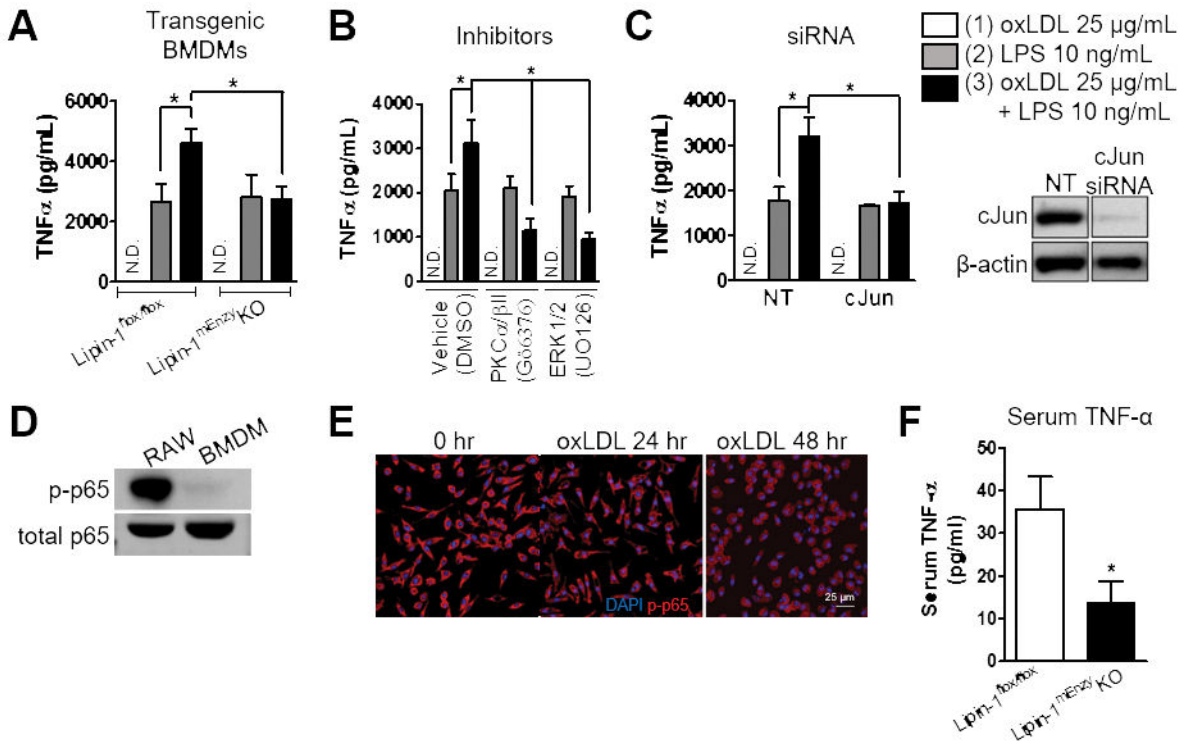 A
Transgenic
BMDMs
TNFα (pg/mL)
6000
4000
2000
0
*
*
N.D.
N.D.
Lipin-1flox/flox
Lipin-1mEnzyKO
B
Inhibitors
TNFα (pg/mL)
4000
3000
2000
1000
0
*
*
N.D.
N.D.
N.D.
Vehicle
(DMSO)
PKCα/βII
(Gö6376)
ERK1/2
(UO126)
C
siRNA
TNFα (pg/mL)
4000
3000
2000
1000
0
*
*
N.D.
N.D.
NT
cJun
(1) oxLDL 25 µg/mL
(2) LPS 10 ng/mL
(3) oxLDL 25 µg/mL
+ LPS 10 ng/mL
NT
cJun
siRNA
cJun
β-actin
D
RAW
BMDM
p-p65
total p65
E
0 hr
oxLDL 24 hr
oxLDL 48 hr
DAPI p-p65
25 µm
F
Serum TNF-α
Serum TNF-α
(pg/ml)
50
40
30
20
10
0
*
Lipin-1flox/flox
Lipin-1mEnzyKO